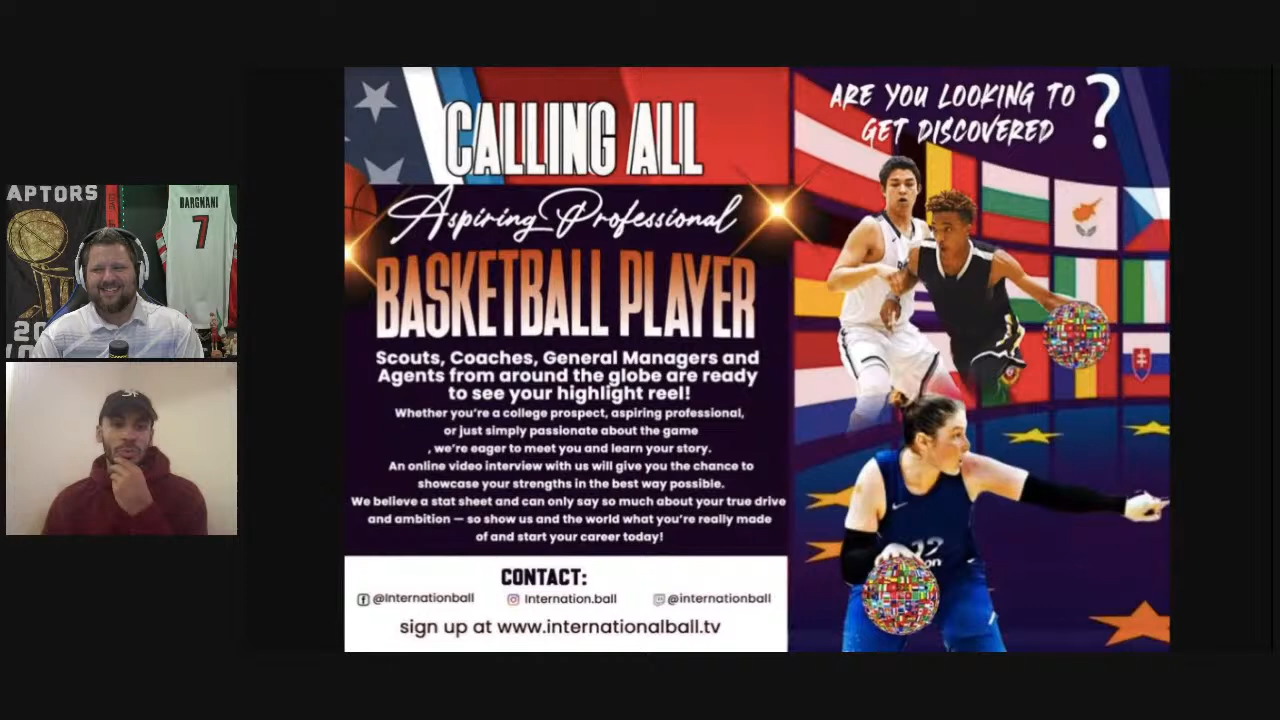 APTORS
BARGNANI
7
20
CALLING ALL
Aspiring Professional
BASKETBALL PLAYER
Scouts, Coaches, General Managers and
Agents from around the globe are ready
to see your highlight reel!
Whether you're a college prospect, aspiring professional,
or just simply passionate about the game
, we're eager to meet you and learn your story.
An online video interview with us will give you the chance to
showcase your strengths in the best way possible.
We believe a stat sheet and can only say so much about your true drive
and ambition — so show us and the world what you're really made
of and start your career today!
CONTACT:
@Internationball
Internation.ball
@internationball
sign up at www.internationalball.tv
ARE YOU LOOKING TO
GET DISCOVERED ?
12